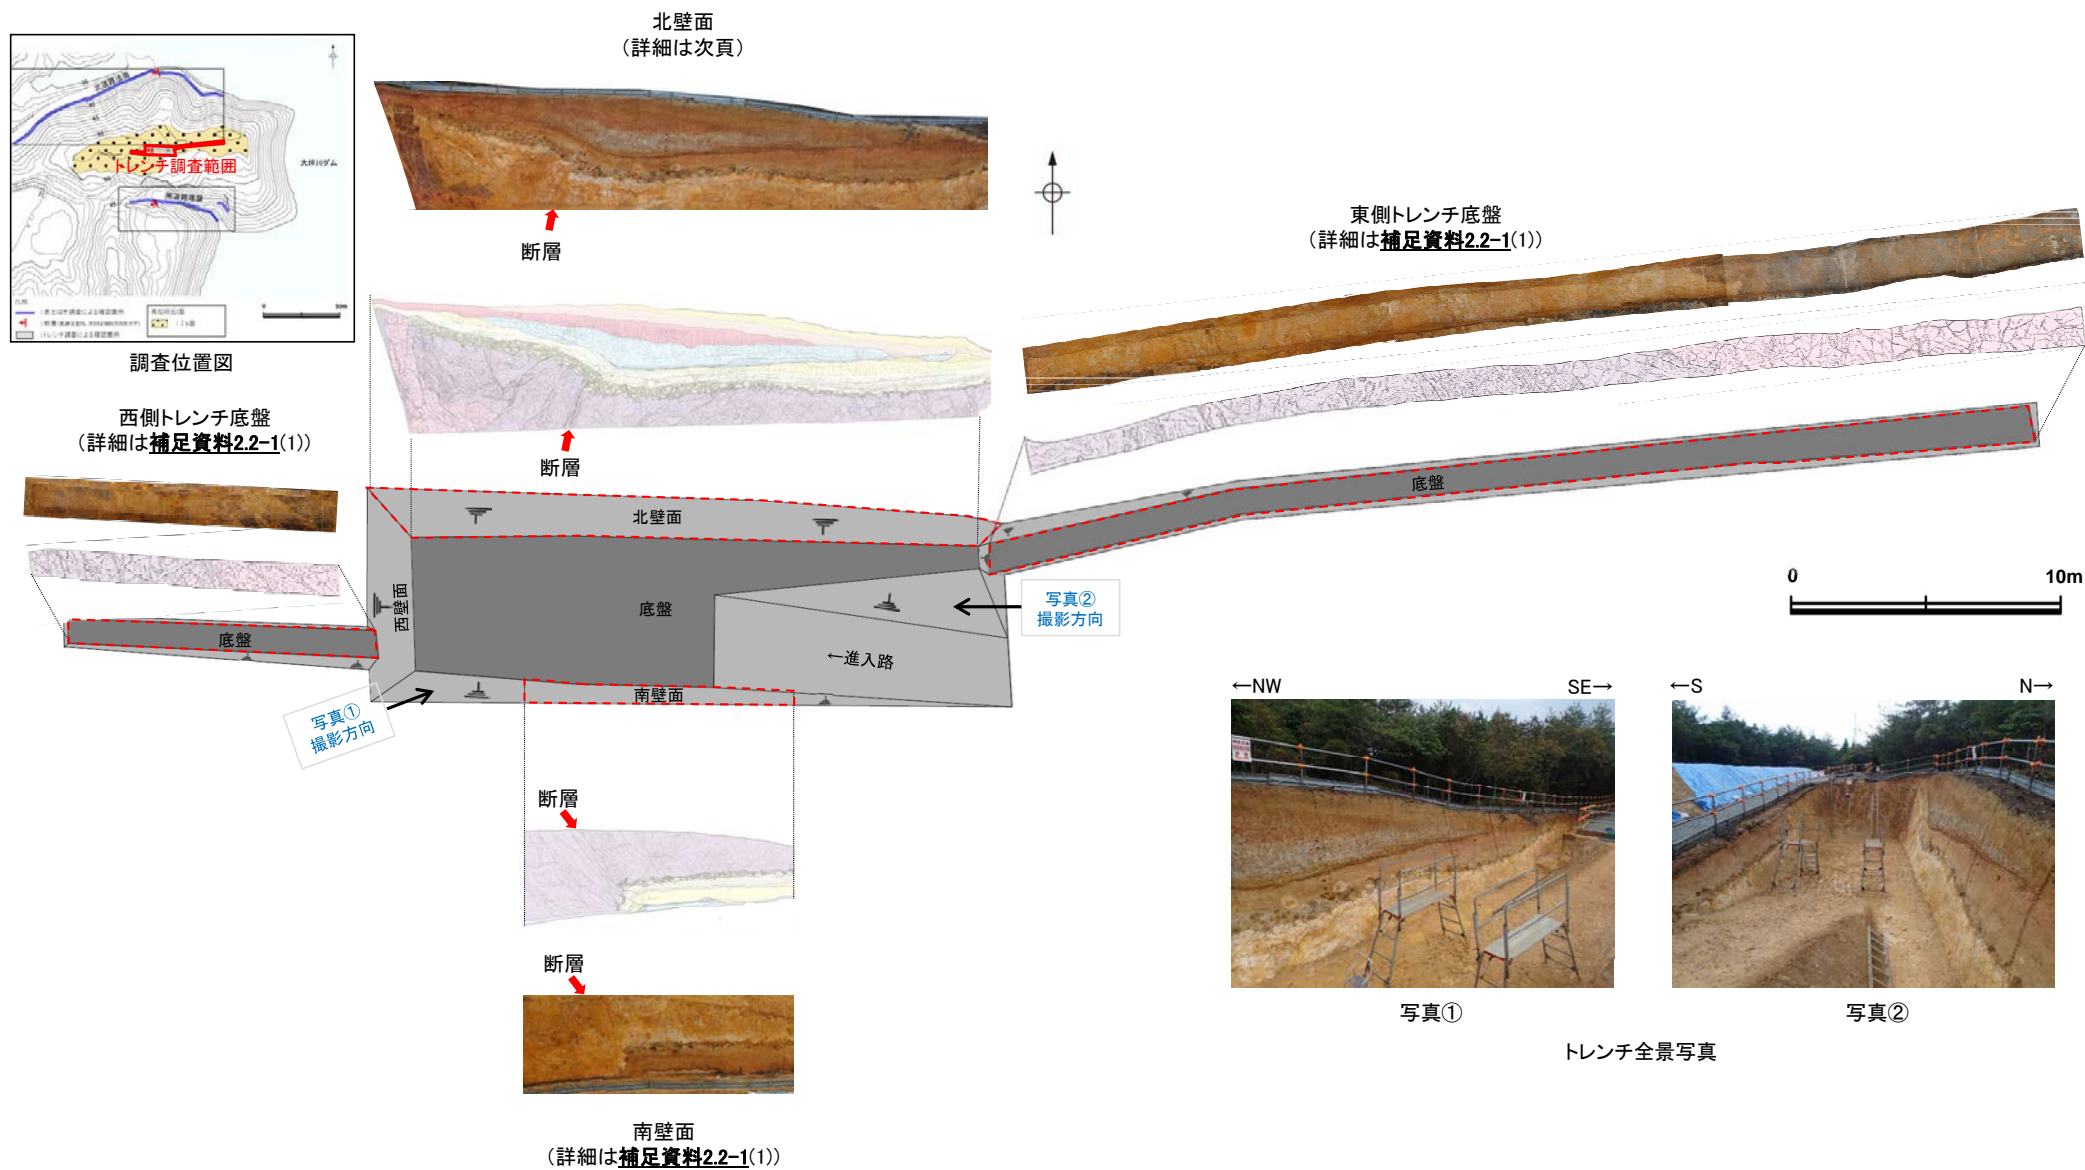 北壁面
（詳細は次頁）
大坪川ダム
トレンチ調査範囲
調査位置図
断層
断層
東側トレンチ底盤
（詳細は補足資料2.2-1(1)）
西側トレンチ底盤
（詳細は補足資料2.2-1(1)）
北壁面
底盤
西壁面
底盤
底盤
←進入路
南壁面
写真①
撮影方向
写真②
撮影方向
0
10m
断層
断層
南壁面
（詳細は補足資料2.2-1(1)）
←NW
SE→
←S
N→
写真①
写真②
トレンチ全景写真